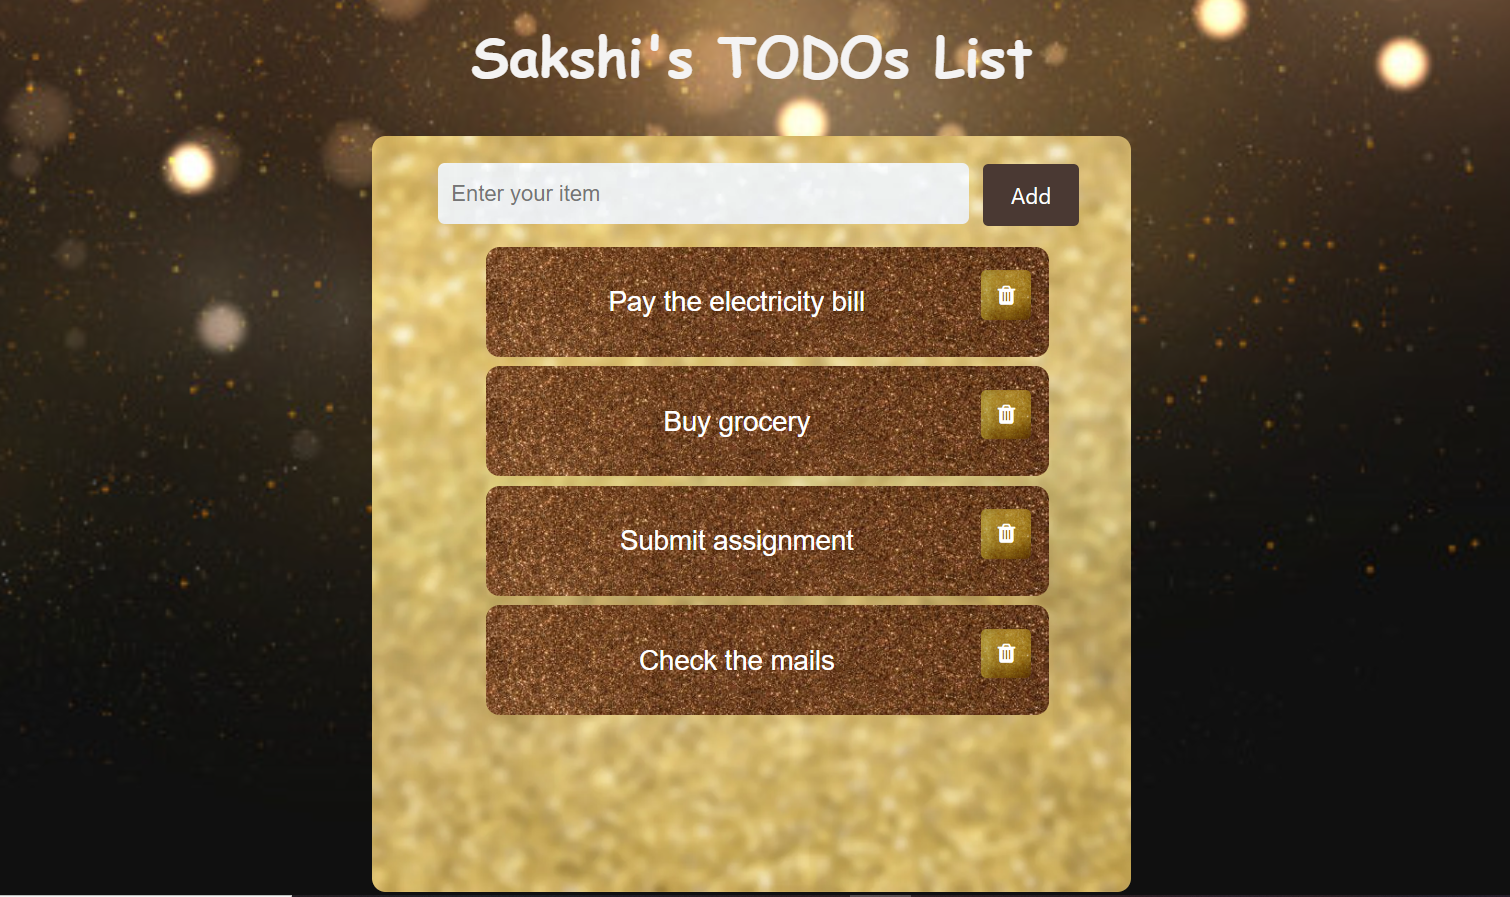 Sakshi's TODOs List
Enter your item
Add
Pay the electricity bill
Buy grocery
Submit assignment
Check the mails